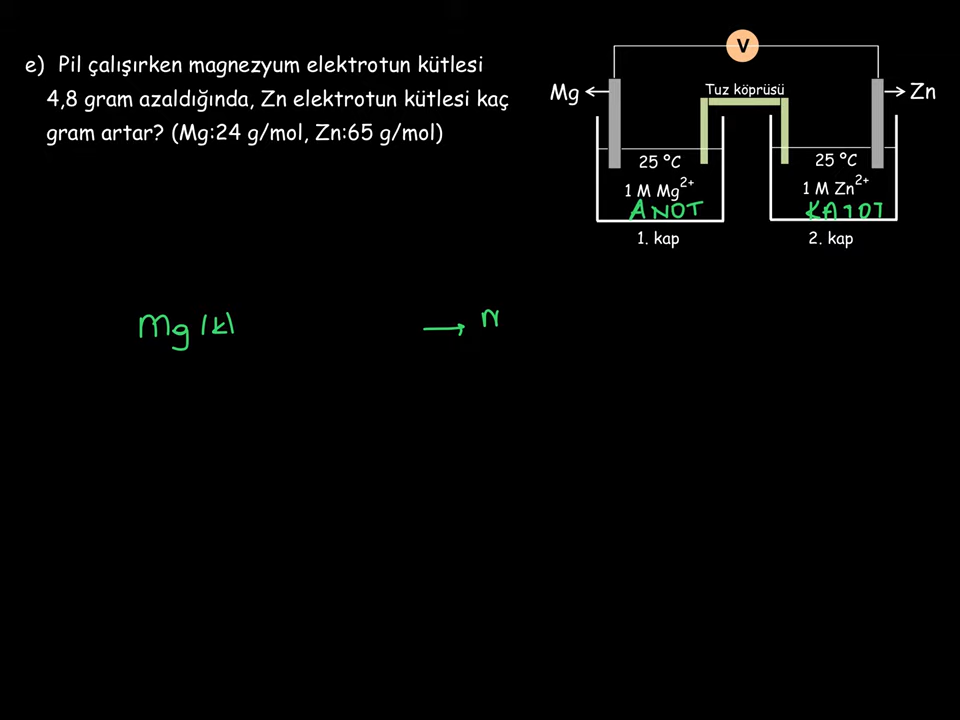 e) Pil çalışırken magnezyum elektrotun kütlesi
4,8 gram azaldığında, Zn elektrotun kütlesi kaç
gram artar? (Mg:24 g/mol, Zn:65 g/mol)
V
Mg
Tuz köprüsü
Zn
25 ºC
25 ºC
1 M Mg2+
1 M Zn2+
ANOT
KATOT
1. kap
2. kap
Mg (k) →